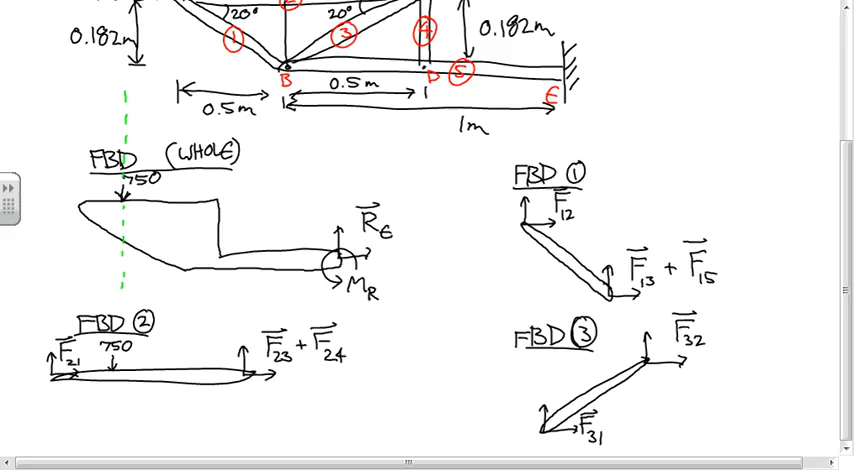 20° 20°
0.182m ① ③ ④ 0.182m
B D ⑤
0.5m E
0.5m
1m
FBD (WHOLE)
750
R_E
M_R
FBD ①
F_12
F_13 + F_15
FBD ②
F_21 750 F_23 + F_24
FBD ③
F_32
F_31